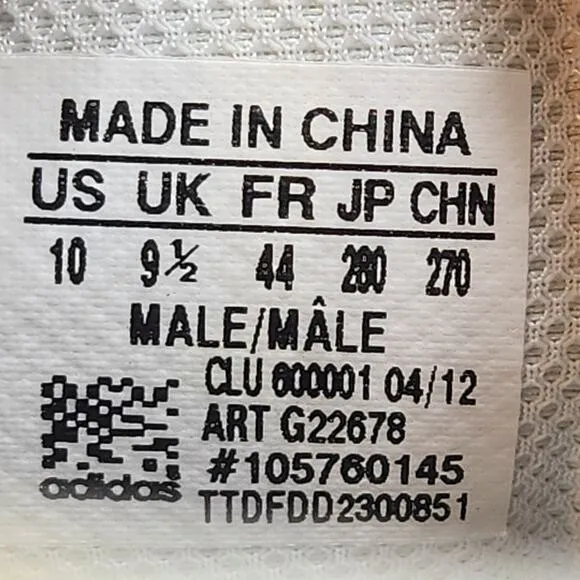 MADE IN CHINA
US UK FR JP CHN
10 9½ 44 280 270
MALE/MÂLE
CLU 600001 04/12
ART G22678
#105760145
adidas TTDFDD2300851